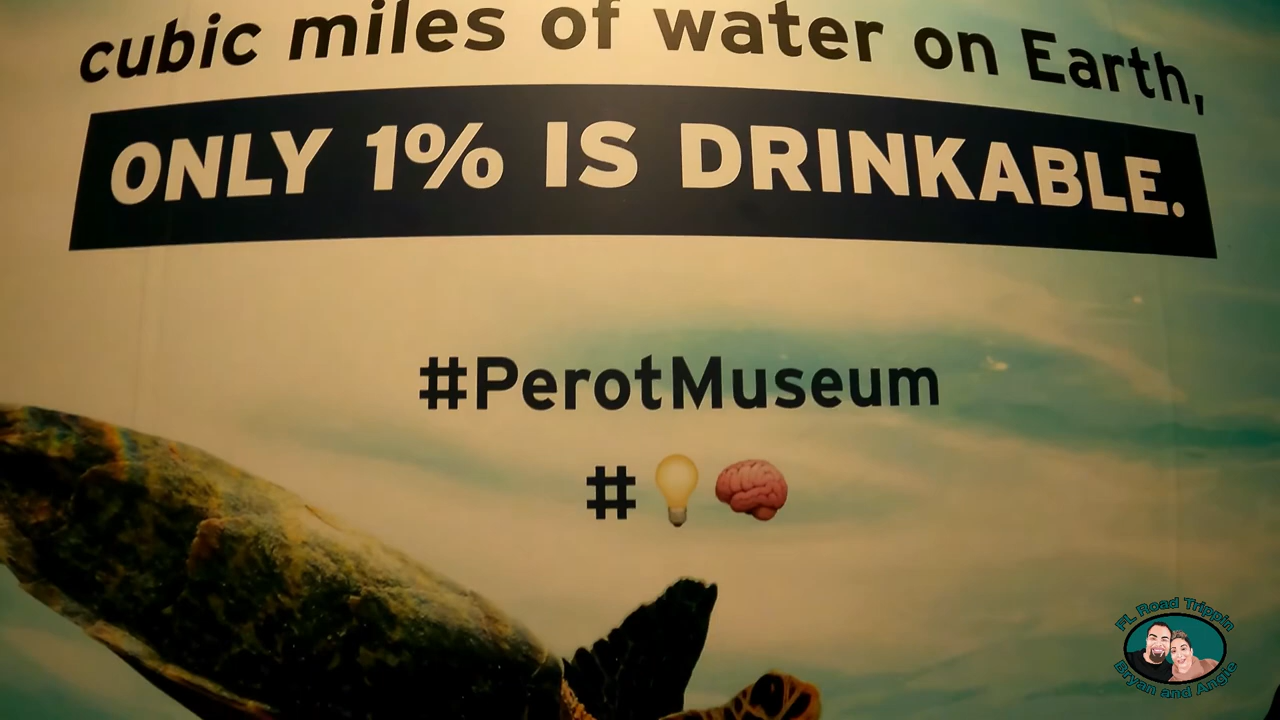 cubic miles of water on Earth,
ONLY 1% IS DRINKABLE.
#PerotMuseum
#💡🧠
FL Road Trippin
Bryan and Angie